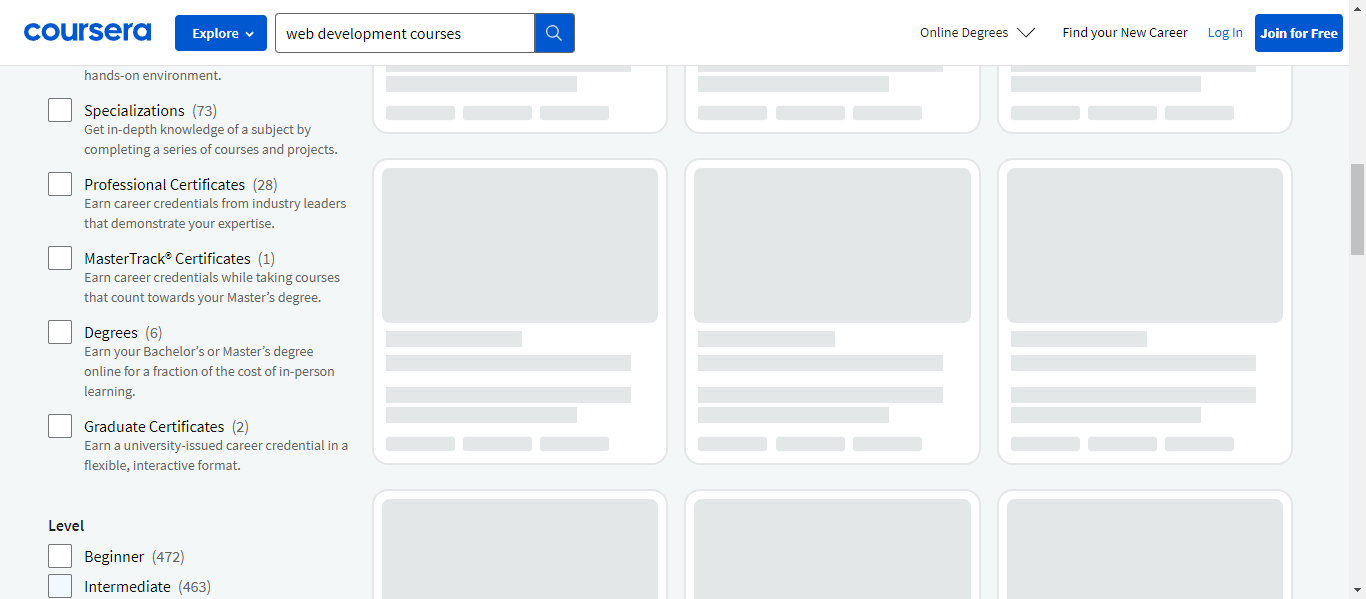 coursera
Explore
web development courses
Online Degrees
Find your New Career
Log In
Join for Free
hands-on environment.
Specializations (73)
Get in-depth knowledge of a subject by
completing a series of courses and projects.
Professional Certificates (28)
Earn career credentials from industry leaders
that demonstrate your expertise.
MasterTrack® Certificates (1)
Earn career credentials while taking courses
that count towards your Master’s degree.
Degrees (6)
Earn your Bachelor’s or Master’s degree
online for a fraction of the cost of in-person
learning.
Graduate Certificates (2)
Earn a university-issued career credential in a
flexible, interactive format.
Level
Beginner (472)
Intermediate (463)